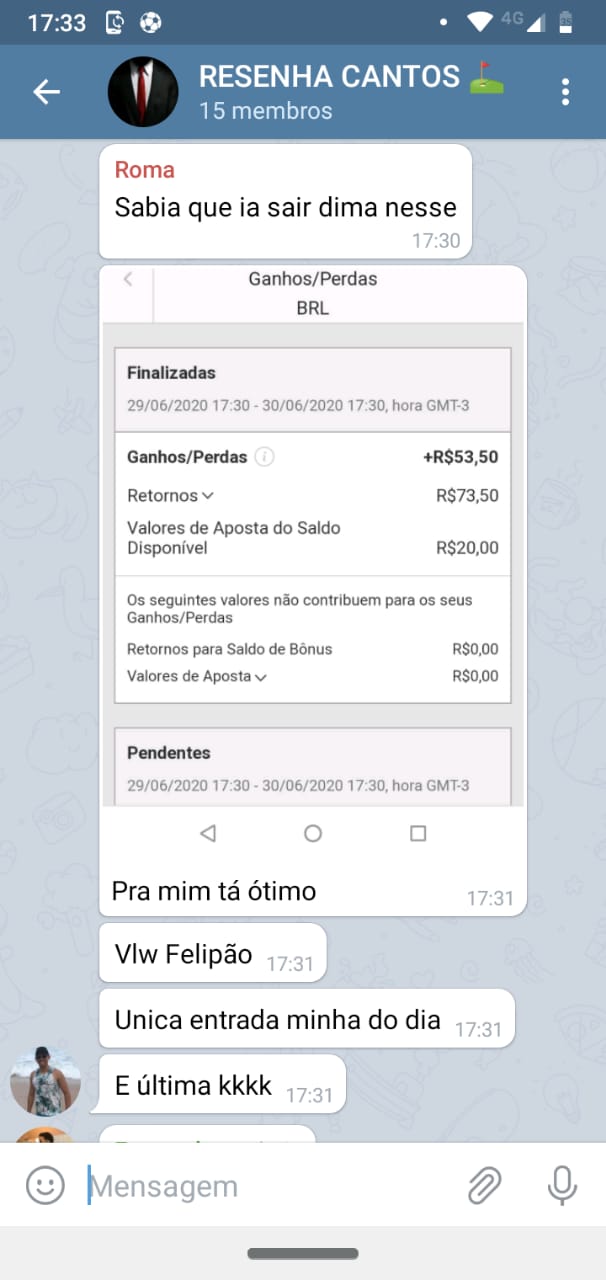 17:33
4G
35
RESENHA CANTOS
15 membros
Roma
Sabia que ia sair dima nesse
17:30
Ganhos/Perdas
BRL
Finalizadas
29/06/2020 17:30 - 30/06/2020 17:30, hora GMT-3
Ganhos/Perdas +R$53,50
Retornos R$73,50
Valores de Aposta do Saldo
Disponível R$20,00
Os seguintes valores não contribuem para os seus
Ganhos/Perdas
Retornos para Saldo de Bônus R$0,00
Valores de Aposta R$0,00
Pendentes
29/06/2020 17:30 - 30/06/2020 17:30, hora GMT-3
Pra mim tá ótimo 17:31
Vlw Felipão 17:31
Unica entrada minha do dia 17:31
E última kkkk 17:31
Mensagem